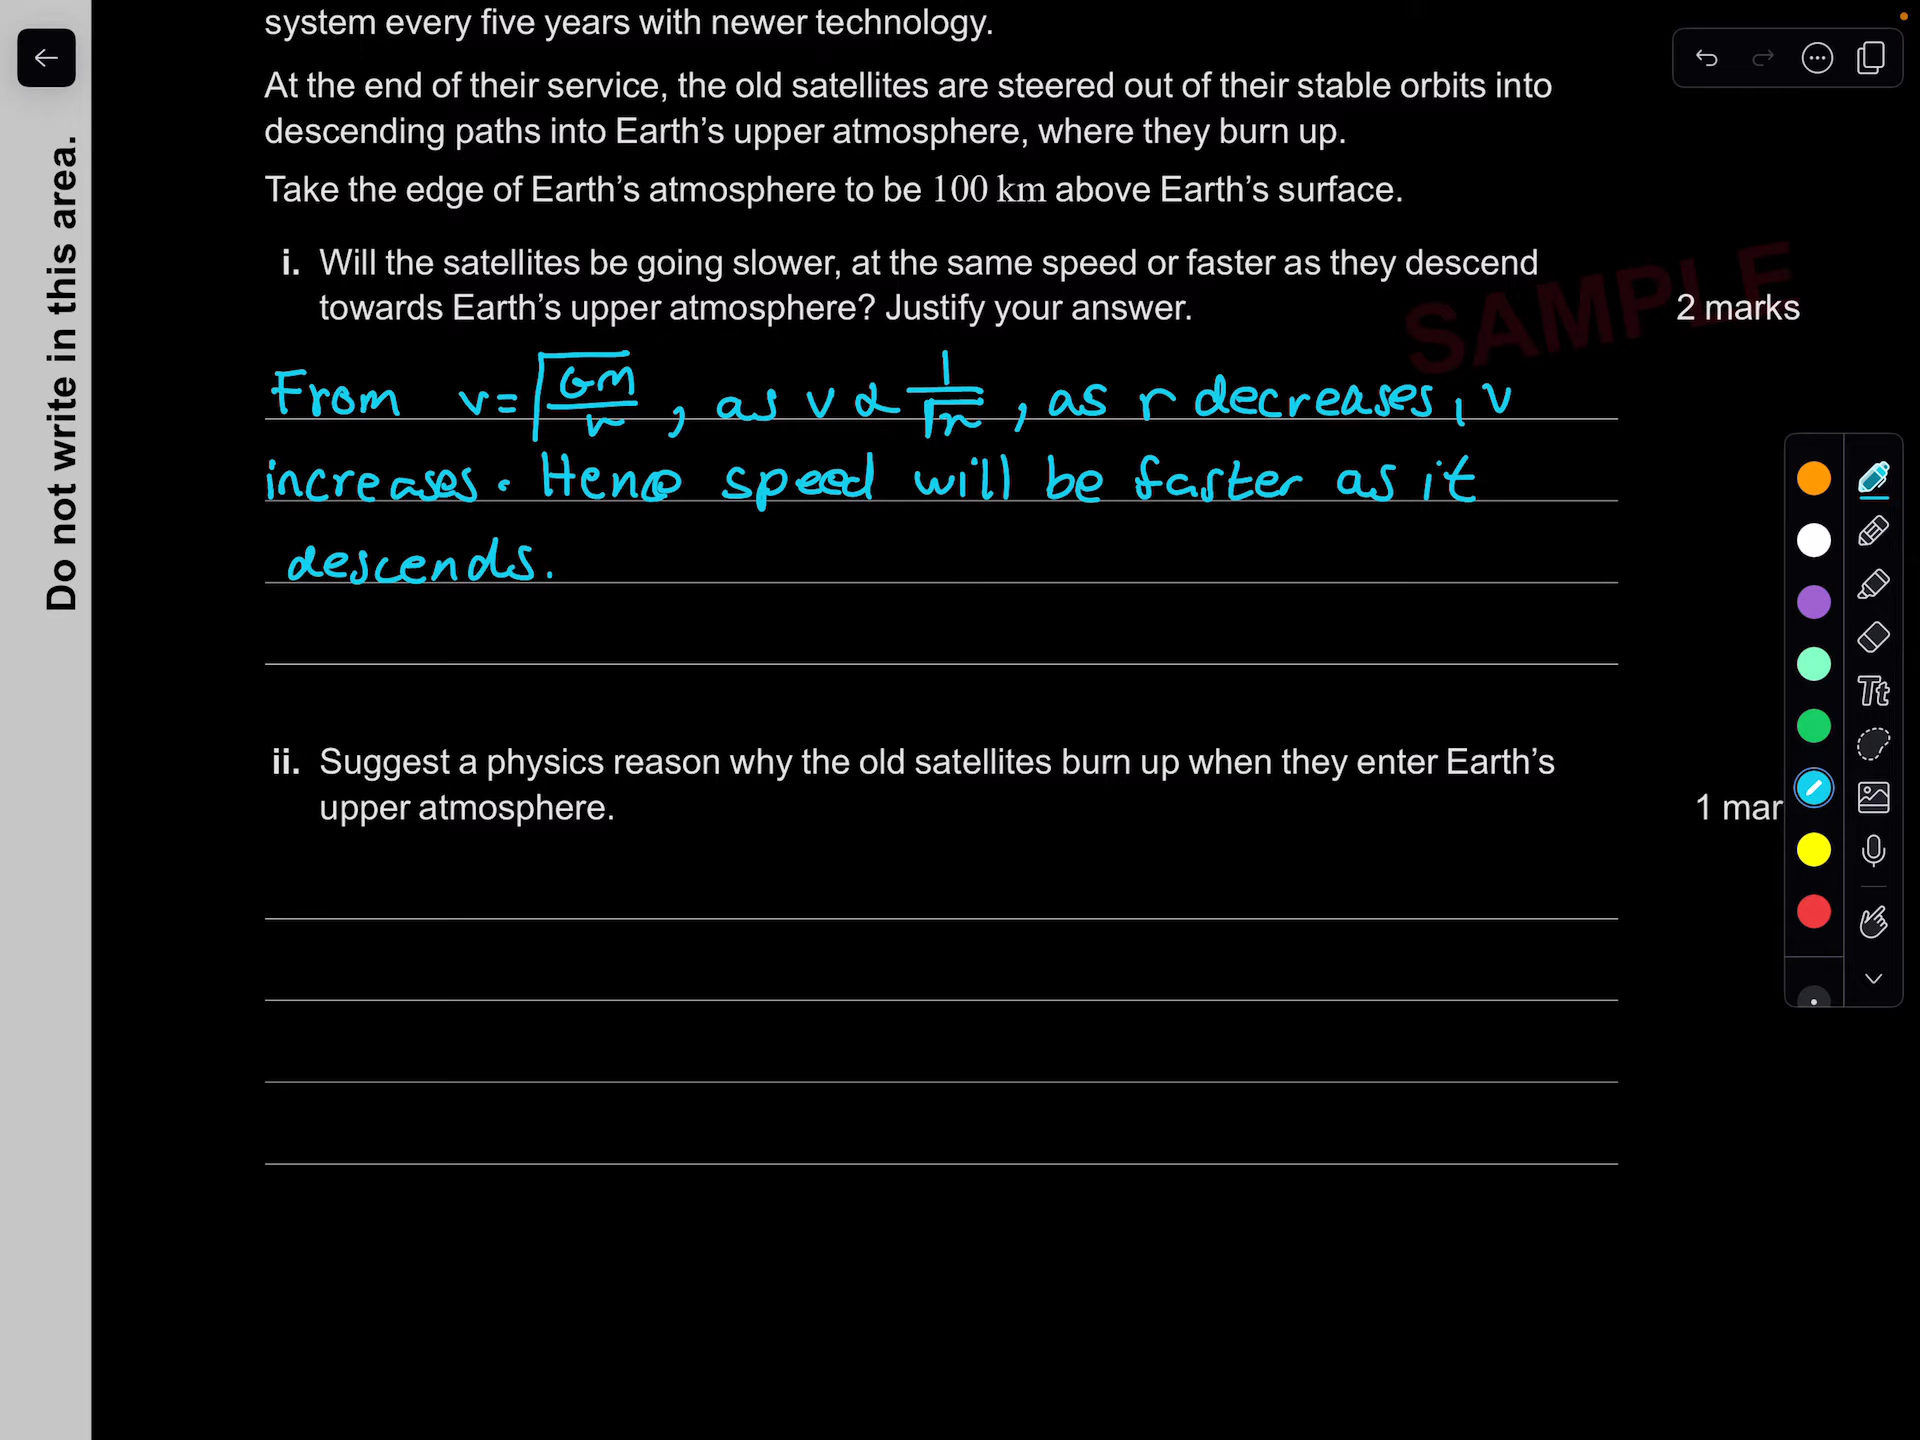 system every five years with newer technology.
At the end of their service, the old satellites are steered out of their stable orbits into
descending paths into Earth’s upper atmosphere, where they burn up.
Take the edge of Earth’s atmosphere to be 100 km above Earth’s surface.
i. Will the satellites be going slower, at the same speed or faster as they descend
towards Earth’s upper atmosphere? Justify your answer. 2 marks
SAMPLE
From v=√(GM/r), as v ∝ 1/√r, as r decreases, v
increases. Hence speed will be faster as it
descends.
ii. Suggest a physics reason why the old satellites burn up when they enter Earth’s
upper atmosphere. 1 mar
Do not write in this area.
Tt